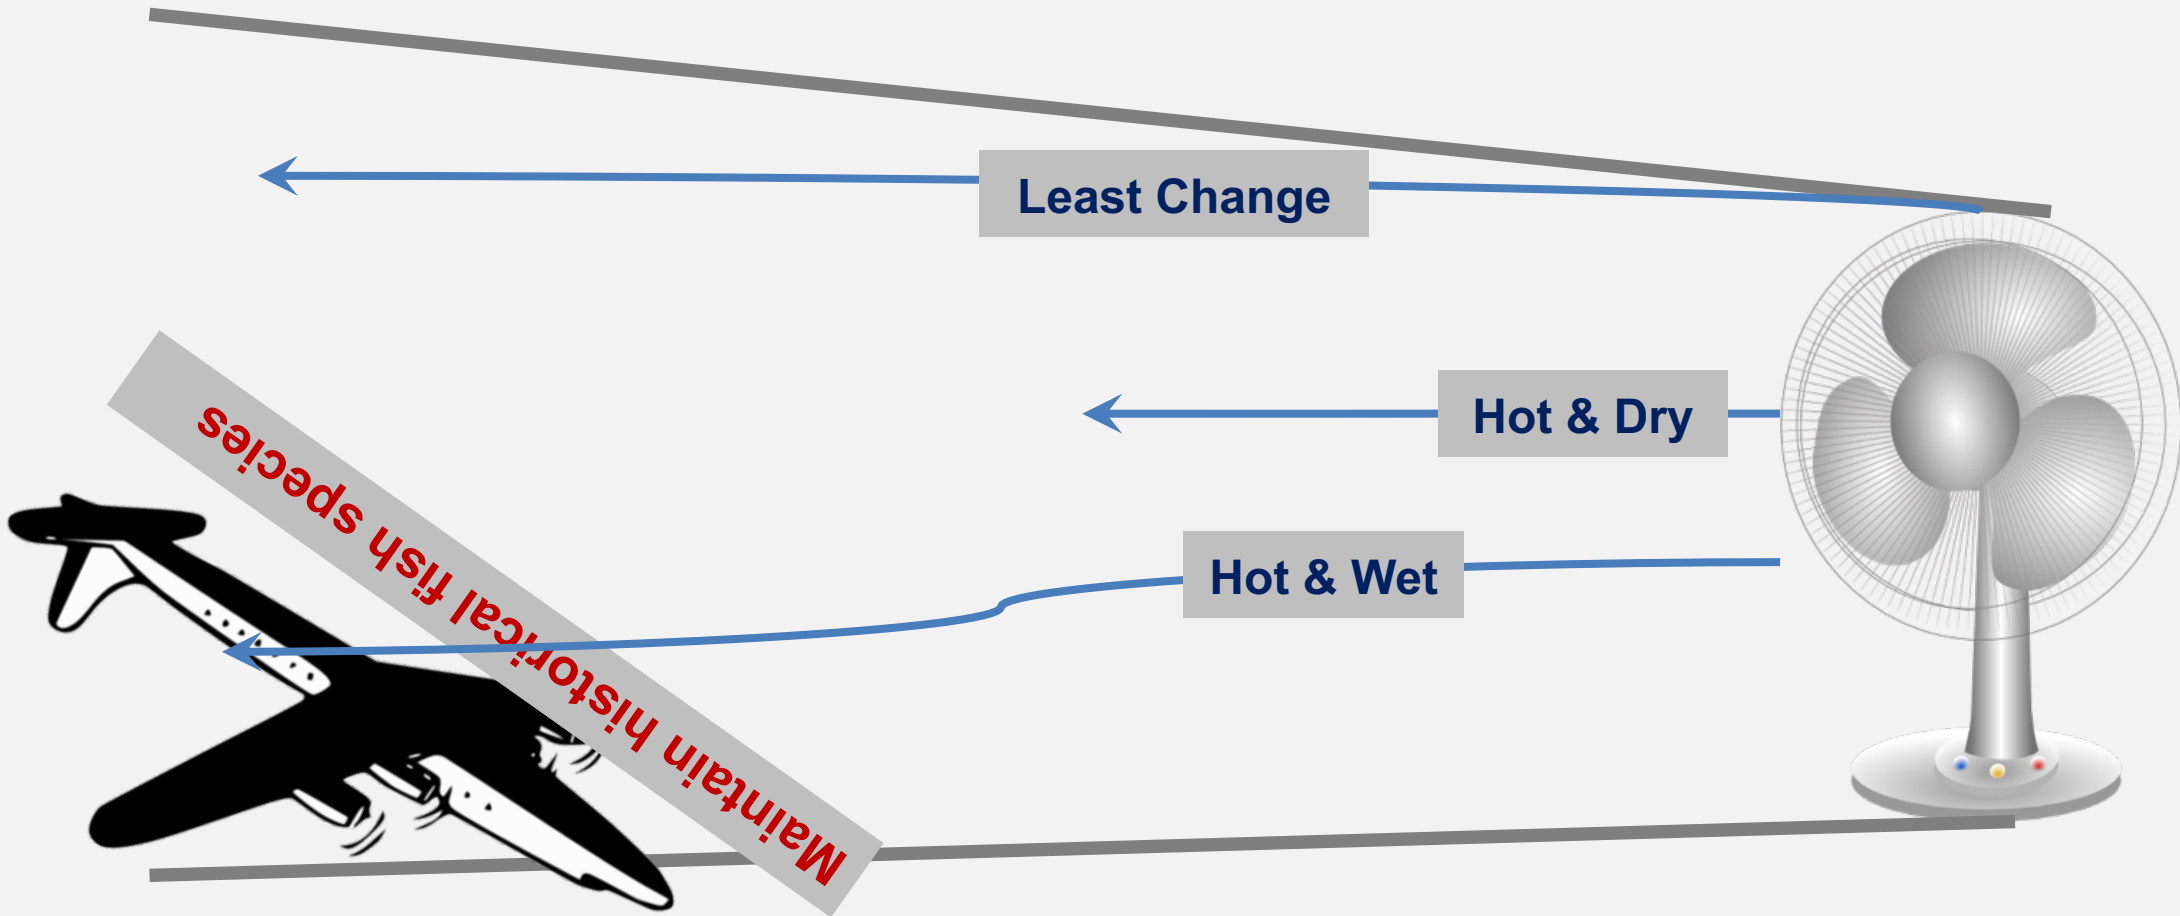 Least Change
Hot & Dry
Hot & Wet
Maintain historical fish species